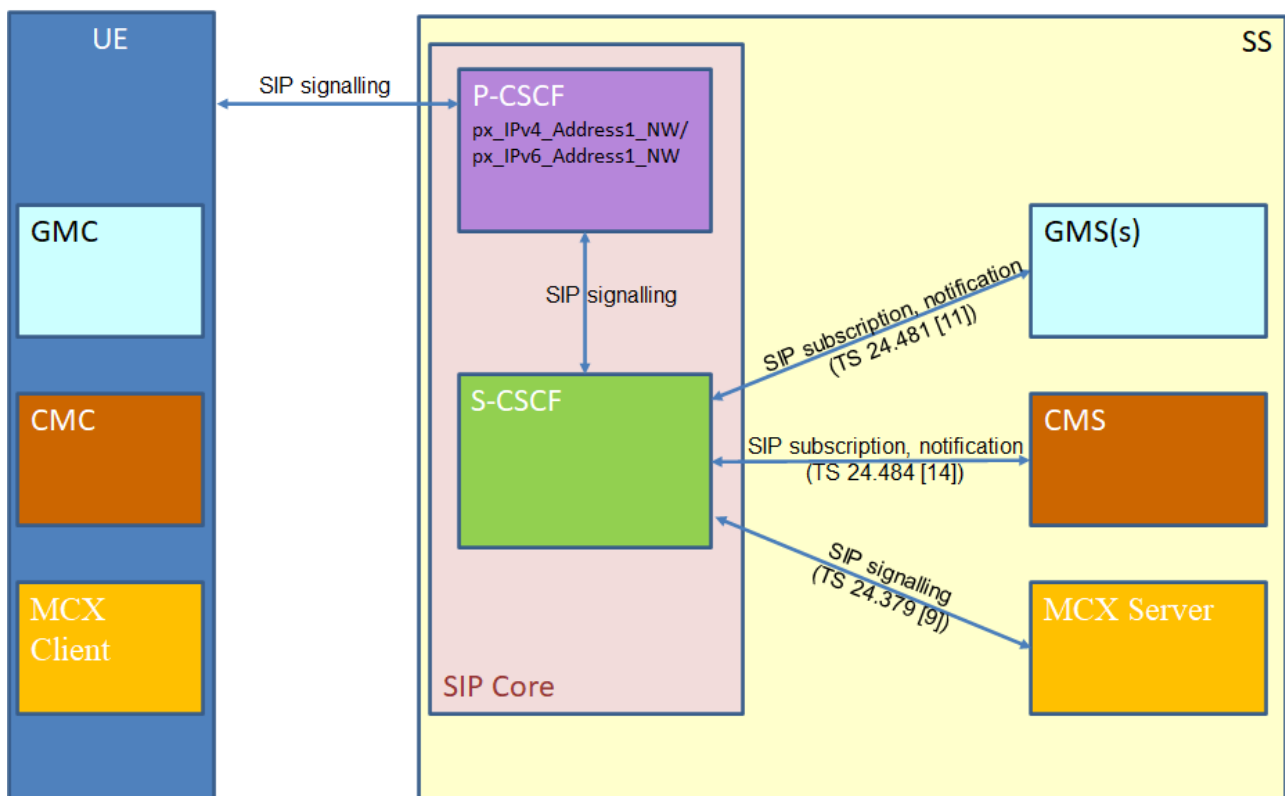 UE
SS
SIP signalling
P-CSCF
px_IPv4_Address1_NW/
px_IPv6_Address1_NW
GMC
GMS(s)
SIP signalling
SIP subscription, notification
(TS 24.481 [11])
CMC
S-CSCF
CMS
SIP subscription, notification
(TS 24.484 [14])
SIP signalling
(TS 24.379 [9])
MCX
Client
MCX Server
SIP Core